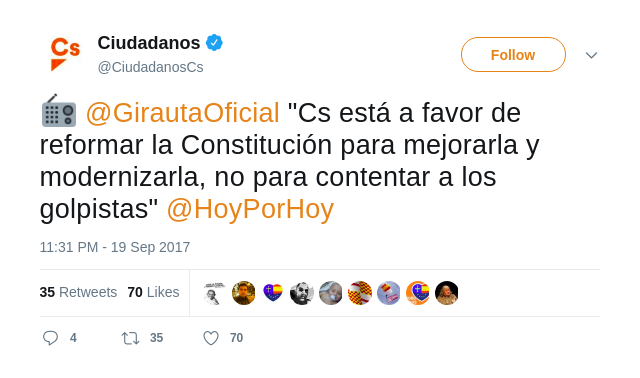 Cs
Ciudadanos
@CiudadanosCs
Follow
@GirautaOficial "Cs está a favor de
reformar la Constitución para mejorarla y
modernizarla, no para contentar a los
golpistas" @HoyPorHoy
11:31 PM - 19 Sep 2017
35 Retweets 70 Likes
4 35 70